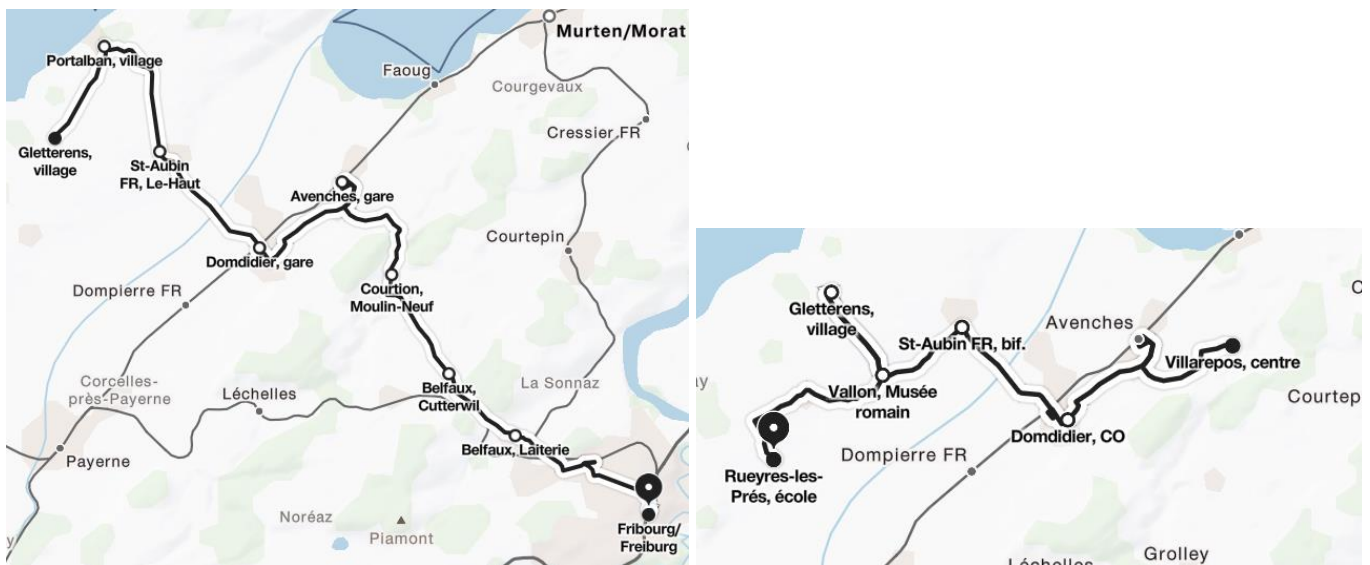 Murten/Morat
Portalban, village
Faoug
Courgevaux
Cressier FR
Gletterens,
village
St-Aubin
FR, Le-Haut
Avenches, gare
Courtepin
Domdidier, gare
Dompierre FR
Courtion,
Moulin-Neuf
Corcelles-
près-Payerne
Belfaux,
Cutterwil
La Sonnaz
Léchelles
Payerne
Belfaux, Laiterie
Noréaz
Piamont
Fribourg/
Freiburg
Gletterens,
village
St-Aubin FR, bif.
Avenches
Villarepos, centre
Vallon, Musée
romain
Courtep
Domdidier, CO
Dompierre FR
Rueyres-les-
Prés, école
Grolley
Léchelles